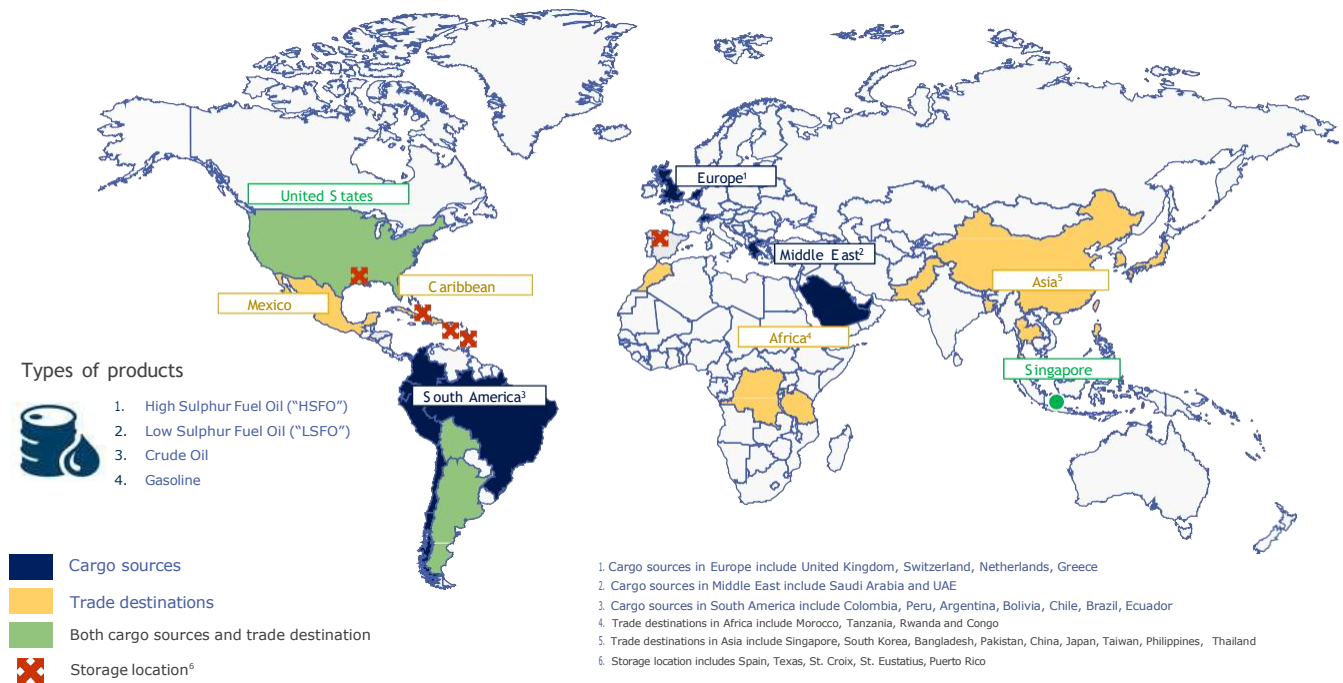 Europe¹
United States
Middle East²
Caribbean
Asia⁵
Mexico
Africa⁴
Singapore
South America³
Types of products
1. High Sulphur Fuel Oil (“HSFO”)
2. Low Sulphur Fuel Oil (“LSFO”)
3. Crude Oil
4. Gasoline
Cargo sources
Trade destinations
Both cargo sources and trade destination
Storage location⁶
1. Cargo sources in Europe include United Kingdom, Switzerland, Netherlands, Greece
2. Cargo sources in Middle East include Saudi Arabia and UAE
3. Cargo sources in South America include Colombia, Peru, Argentina, Bolivia, Chile, Brazil, Ecuador
4. Trade destinations in Africa include Morocco, Tanzania, Rwanda and Congo
5. Trade destinations in Asia include Singapore, South Korea, Bangladesh, Pakistan, China, Japan, Taiwan, Philippines, Thailand
6. Storage location includes Spain, Texas, St. Croix, St. Eustatius, Puerto Rico